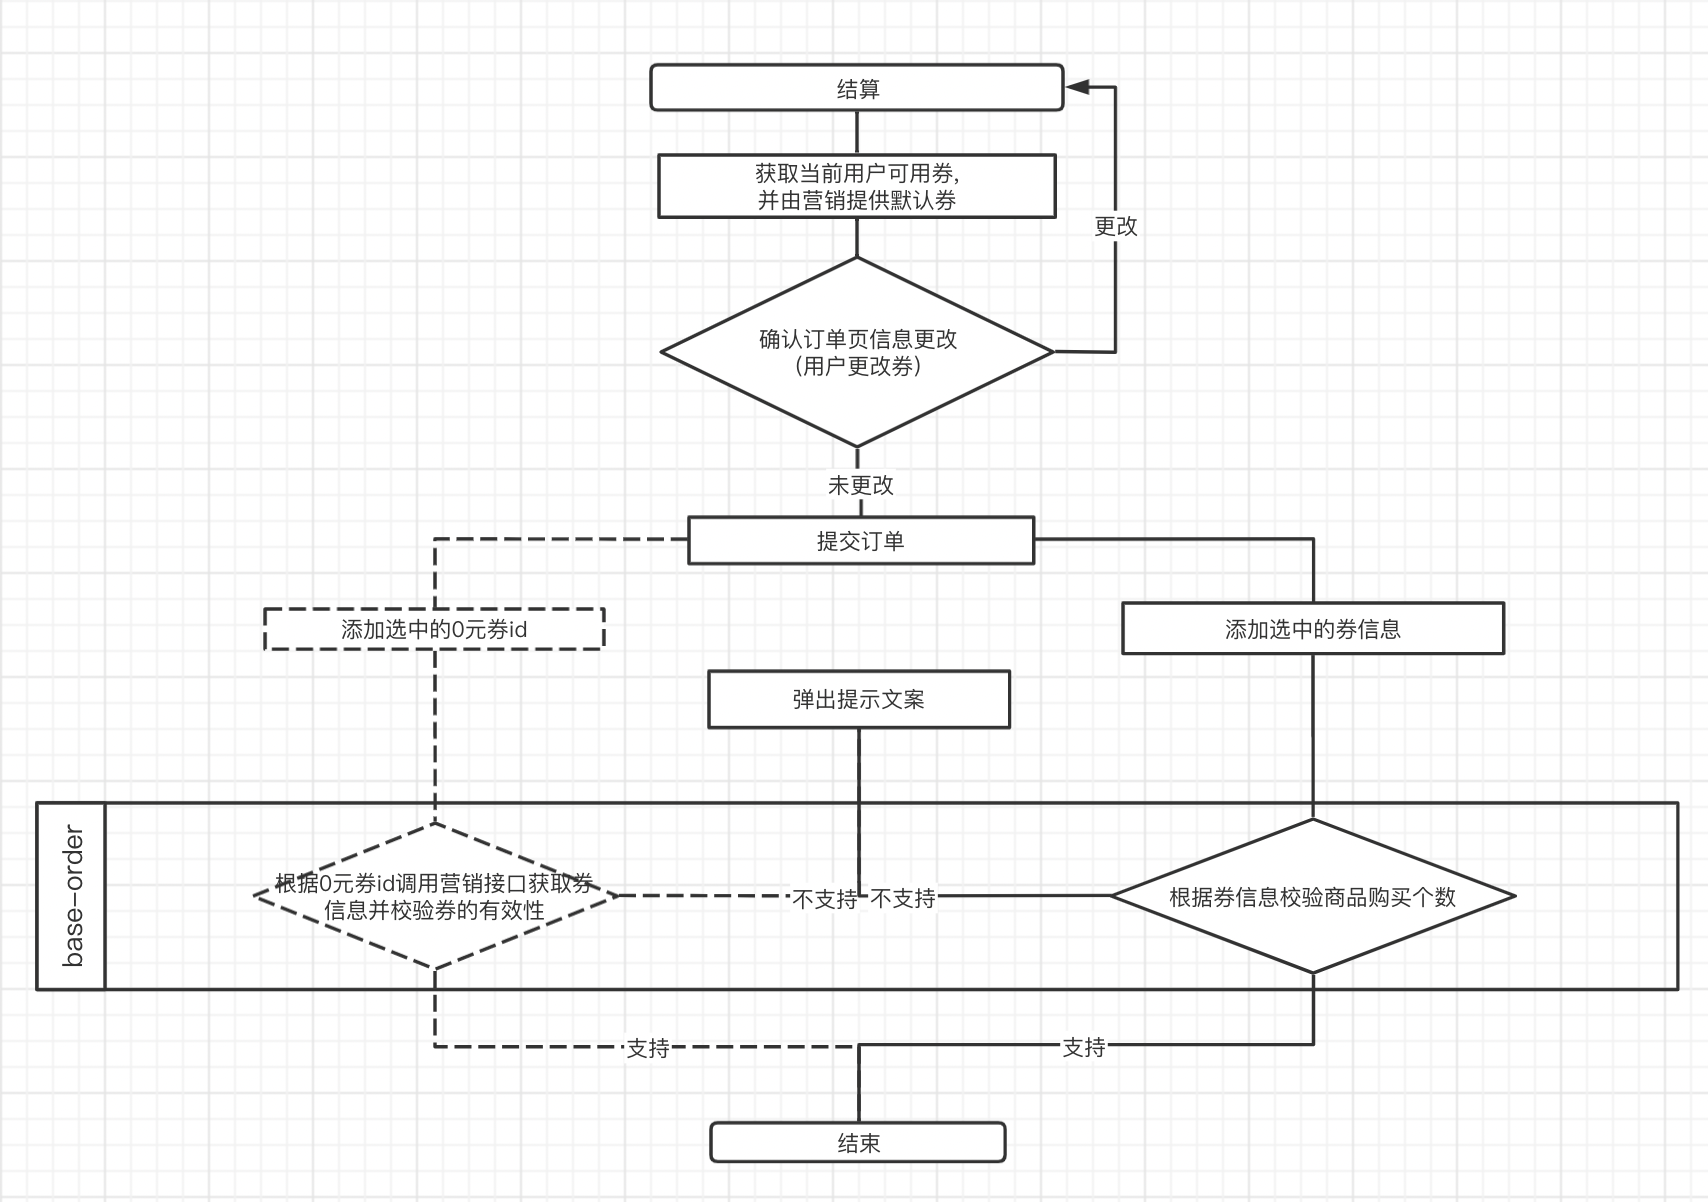 结算
获取当前用户可用券,
并由营销提供默认券
更改
确认订单页信息更改
(用户更改券)
未更改
提交订单
添加选中的0元券id
添加选中的券信息
弹出提示文案
base-order
根据0元券id调用营销接口获取券
信息并校验券的有效性
不支持
不支持
根据券信息校验商品购买个数
支持
支持
结束